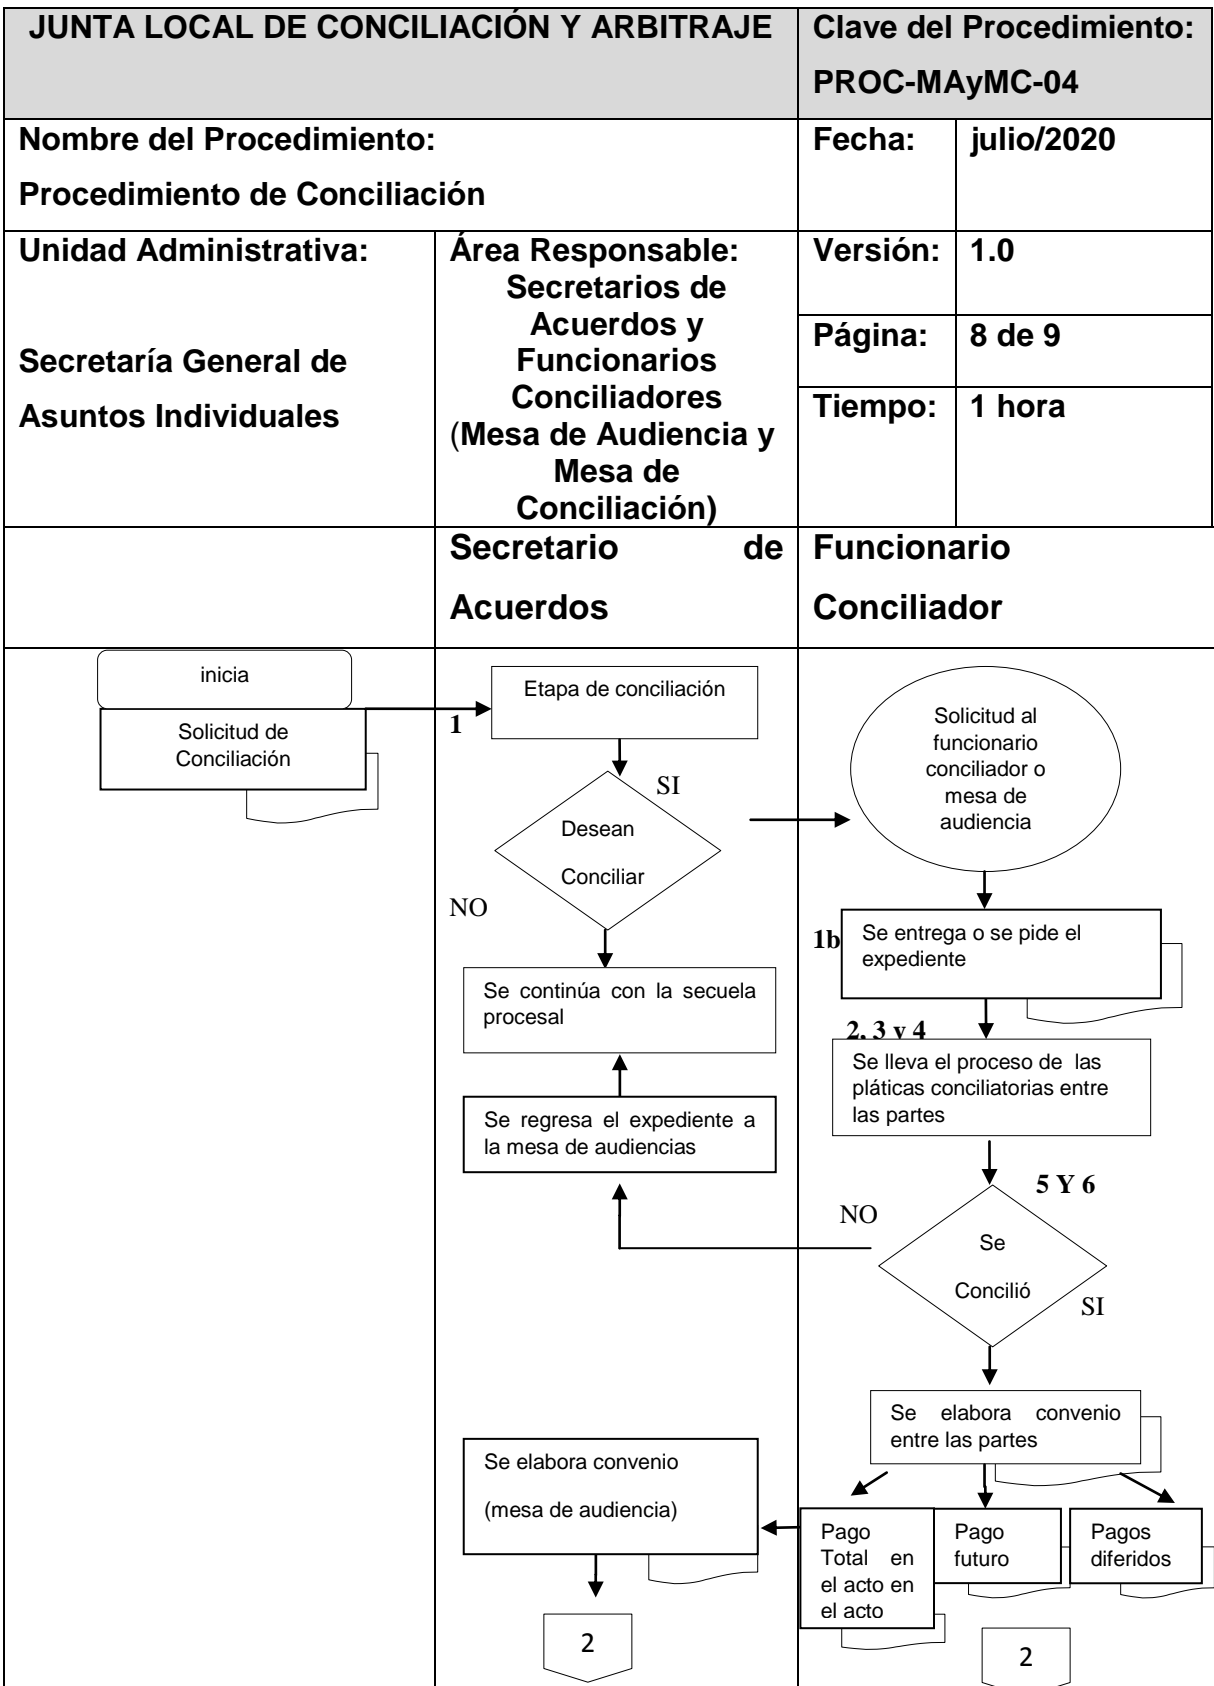 JUNTA LOCAL DE CONCILIACIÓN Y ARBITRAJE
Clave del Procedimiento:
PROC-MAyMC-04
Nombre del Procedimiento:
Procedimiento de Conciliación
Fecha:
julio/2020
Unidad Administrativa:
Secretaría General de
Asuntos Individuales
Área Responsable:
Secretarios de
Acuerdos y
Funcionarios
Conciliadores
(Mesa de Audiencia y
Mesa de
Conciliación)
Versión:
1.0
Página:
8 de 9
Tiempo:
1 hora
Secretario de
Acuerdos
Funcionario
Conciliador
inicia
Solicitud de
Conciliación
1
Etapa de conciliación
SI
Desean
Conciliar
NO
Solicitud al
funcionario
conciliador o
mesa de
audiencia
1b
Se entrega o se pide el
expediente
Se continúa con la secuela
procesal
2, 3 y 4
Se lleva el proceso de las
pláticas conciliatorias entre
las partes
Se regresa el expediente a
la mesa de audiencias
5 Y 6
NO
Se
Concilió
SI
Se elabora convenio
entre las partes
Se elabora convenio
(mesa de audiencia)
Pago
Total en
el acto en
el acto
Pago
futuro
Pagos
diferidos
2
2